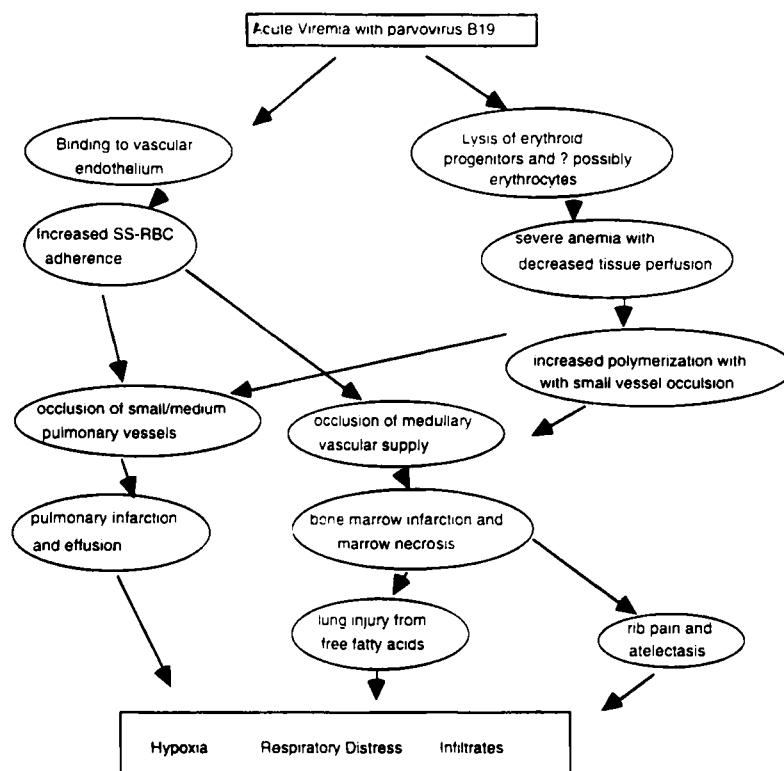 Acute Viremia with parvovirus B19
Binding to vascular
endothelium
Lysis of erythroid
progenitors and ? possibly
erythrocytes
Increased SS-RBC
adherence
severe anemia with
decreased tissue perfusion
increased polymerization with
with small vessel occulsion
occlusion of small/medium
pulmonary vessels
occlusion of medullary
vascular supply
pulmonary infarction
and effusion
bone marrow infarction and
marrow necrosis
lung injury from
free fatty acids
rib pain and
atelectasis
Hypoxia Respiratory Distress Infiltrates